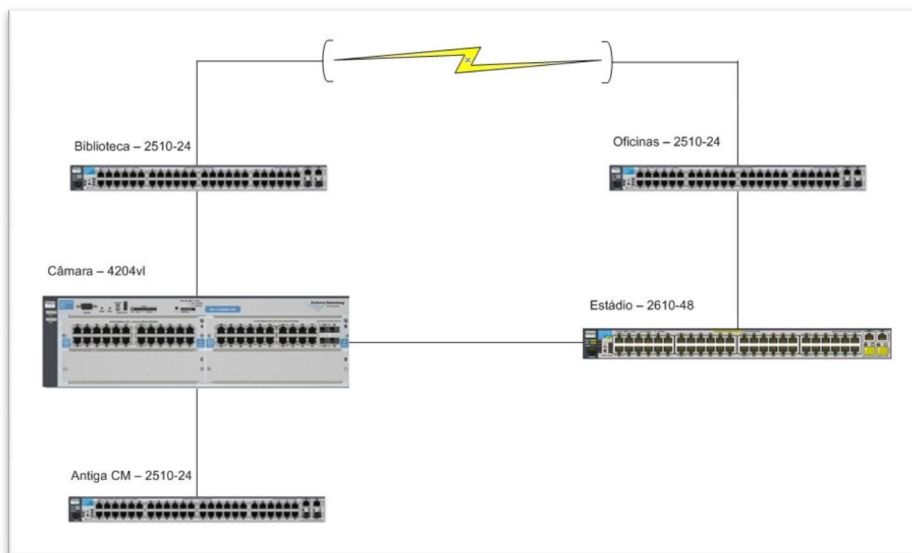 Biblioteca – 2510-24
Oficinas – 2510-24
Câmara – 4204vl
Estádio – 2610-48
Antiga CM – 2510-24